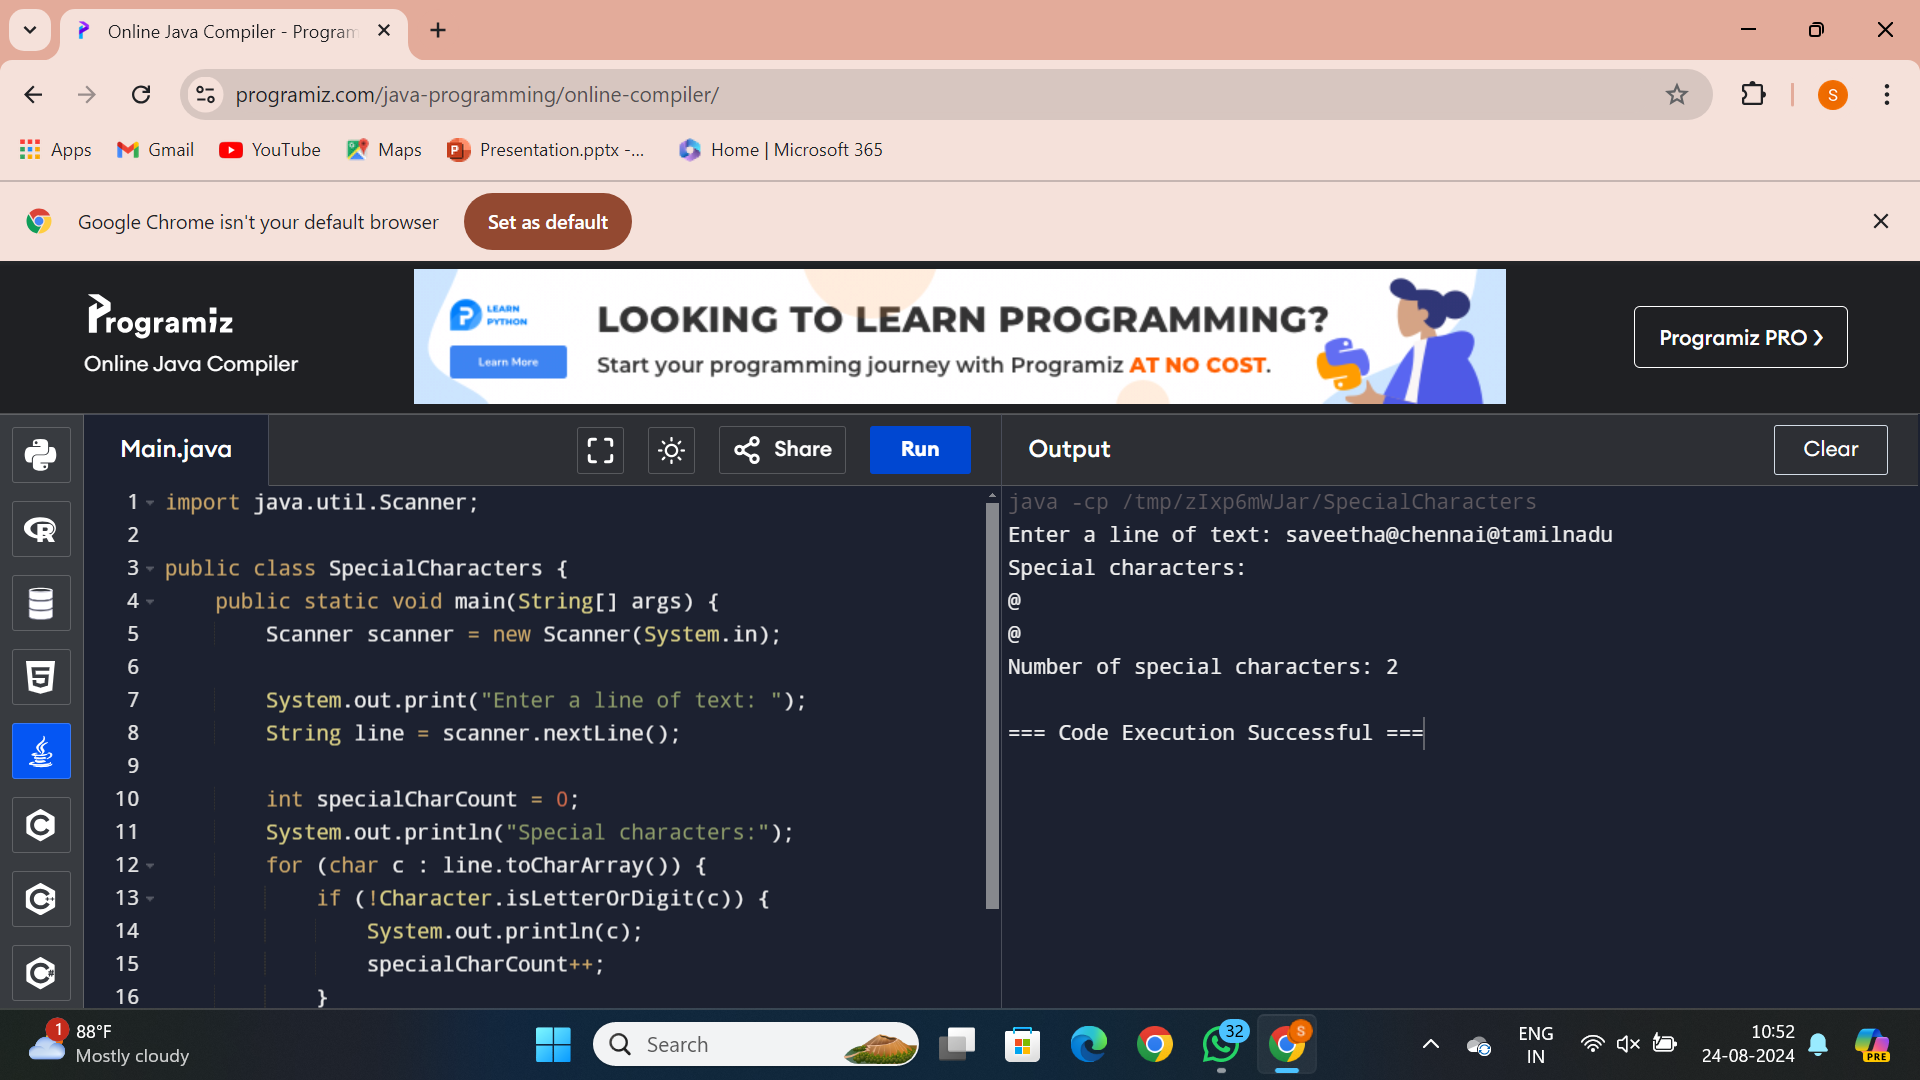 Online Java Compiler - Program
programiz.com/java-programming/online-compiler/
S
Apps
Gmail
YouTube
Maps
Presentation.pptx -...
Home | Microsoft 365
Google Chrome isn't your default browser
Set as default
Programiz
Online Java Compiler
LEARN
PYTHON
Learn More
LOOKING TO LEARN PROGRAMMING?
Start your programming journey with Programiz AT NO COST.
Programiz PRO ❯
Main.java
Share
Run
Output
Clear
1 import java.util.Scanner;
2
3 public class SpecialCharacters {
4 public static void main(String[] args) {
5 Scanner scanner = new Scanner(System.in);
6
7 System.out.print("Enter a line of text: ");
8 String line = scanner.nextLine();
9
10 int specialCharCount = 0;
11 System.out.println("Special characters:");
12 for (char c : line.toCharArray()) {
13 if (!Character.isLetterOrDigit(c)) {
14 System.out.println(c);
15 specialCharCount++;
16 }
java -cp /tmp/zIxp6mWJar/SpecialCharacters
Enter a line of text: saveetha@chennai@tamilnadu
Special characters:
@
@
Number of special characters: 2
=== Code Execution Successful ===
1
88°F
Mostly cloudy
Search
32
S
ENG
IN
10:52
24-08-2024
PRE